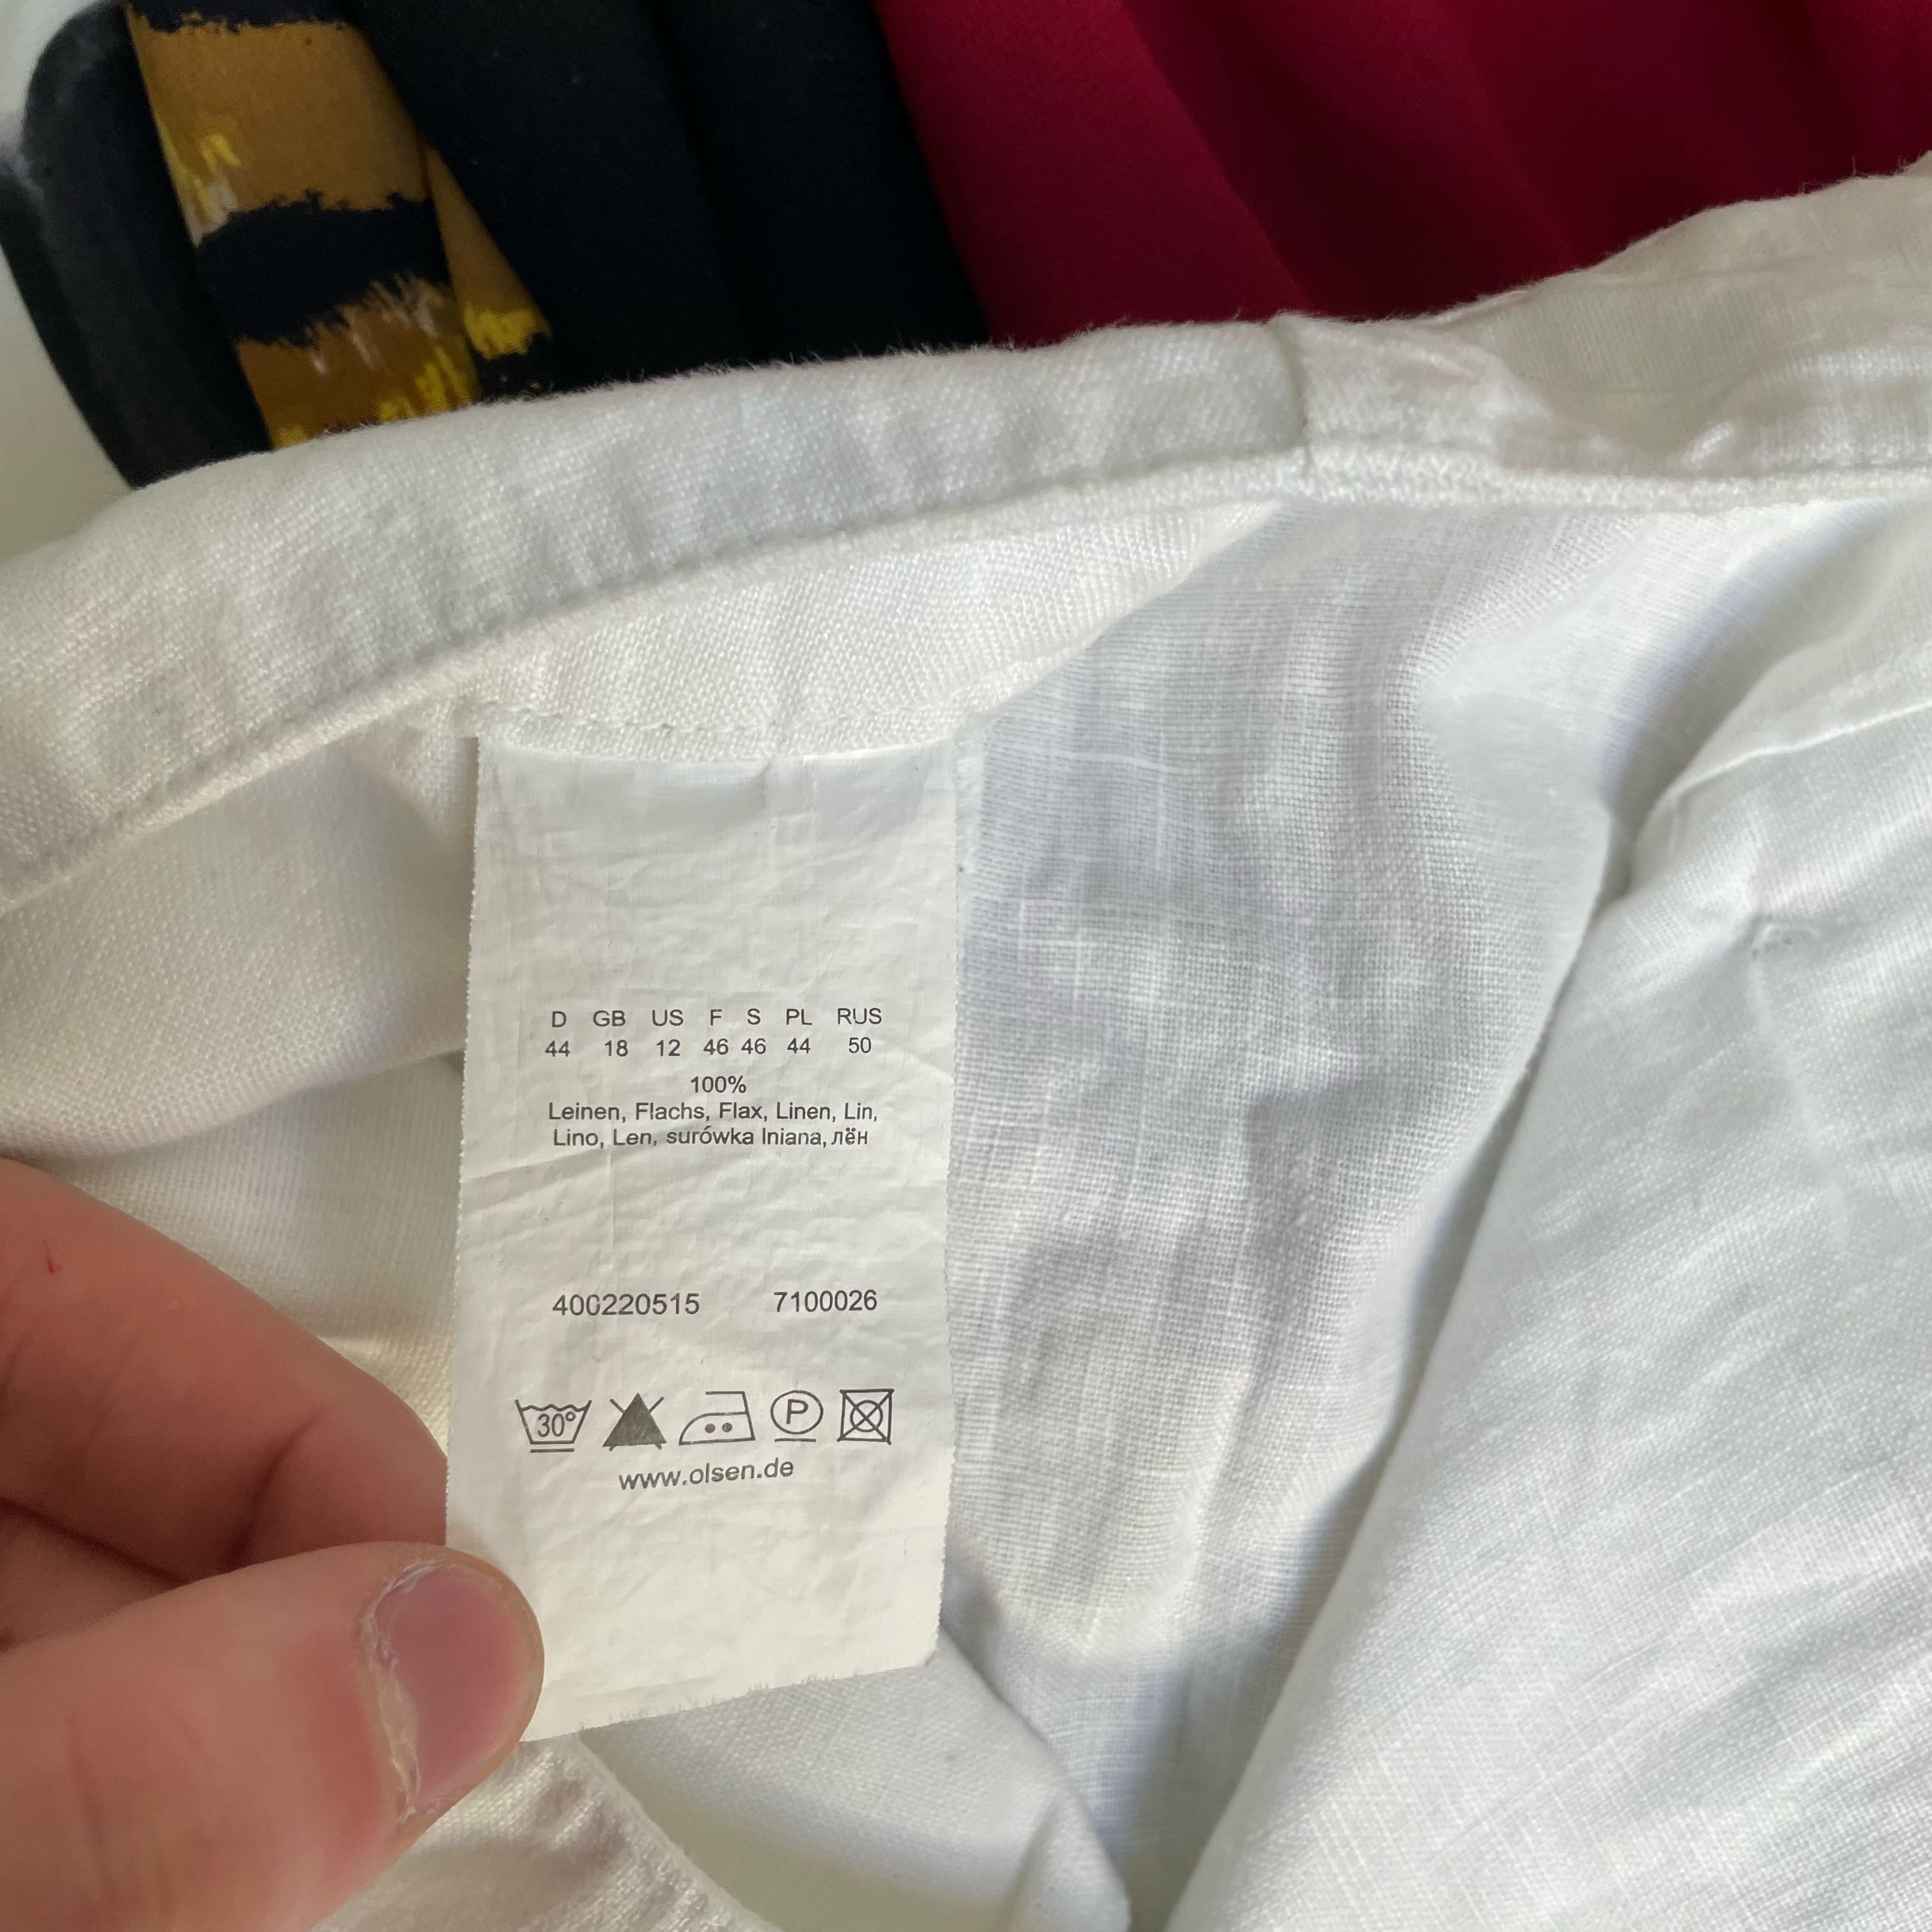 D GB US F S PL RUS
44 18 12 46 46 44 50
100%
Leinen, Flachs, Flax, Linen, Lin,
Lino, Len, surówka lniana, лён
400220515 7100026
30° P
www.olsen.de